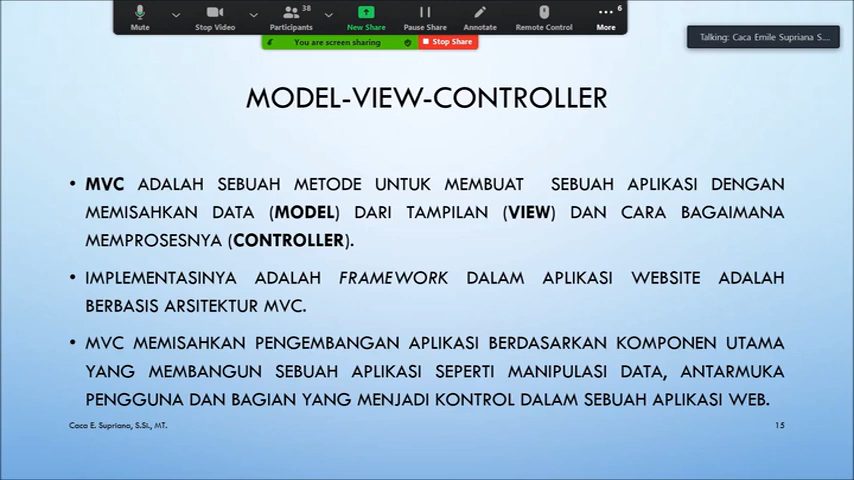 38
6
Mute
Stop Video
Participants
New Share
Pause Share
Annotate
Remote Control
More
You are screen sharing
Stop Share
Talking: Caca Emile Supriana S...
MODEL-VIEW-CONTROLLER
• MVC ADALAH SEBUAH METODE UNTUK MEMBUAT SEBUAH APLIKASI DENGAN
MEMISAHKAN DATA (MODEL) DARI TAMPILAN (VIEW) DAN CARA BAGAIMANA
MEMPROSESNYA (CONTROLLER).
• IMPLEMENTASINYA ADALAH FRAMEWORK DALAM APLIKASI WEBSITE ADALAH
BERBASIS ARSITEKTUR MVC.
• MVC MEMISAHKAN PENGEMBANGAN APLIKASI BERDASARKAN KOMPONEN UTAMA
YANG MEMBANGUN SEBUAH APLIKASI SEPERTI MANIPULASI DATA, ANTARMUKA
PENGGUNA DAN BAGIAN YANG MENJADI KONTROL DALAM SEBUAH APLIKASI WEB.
Caca E. Supriana, S.Si., MT.
15